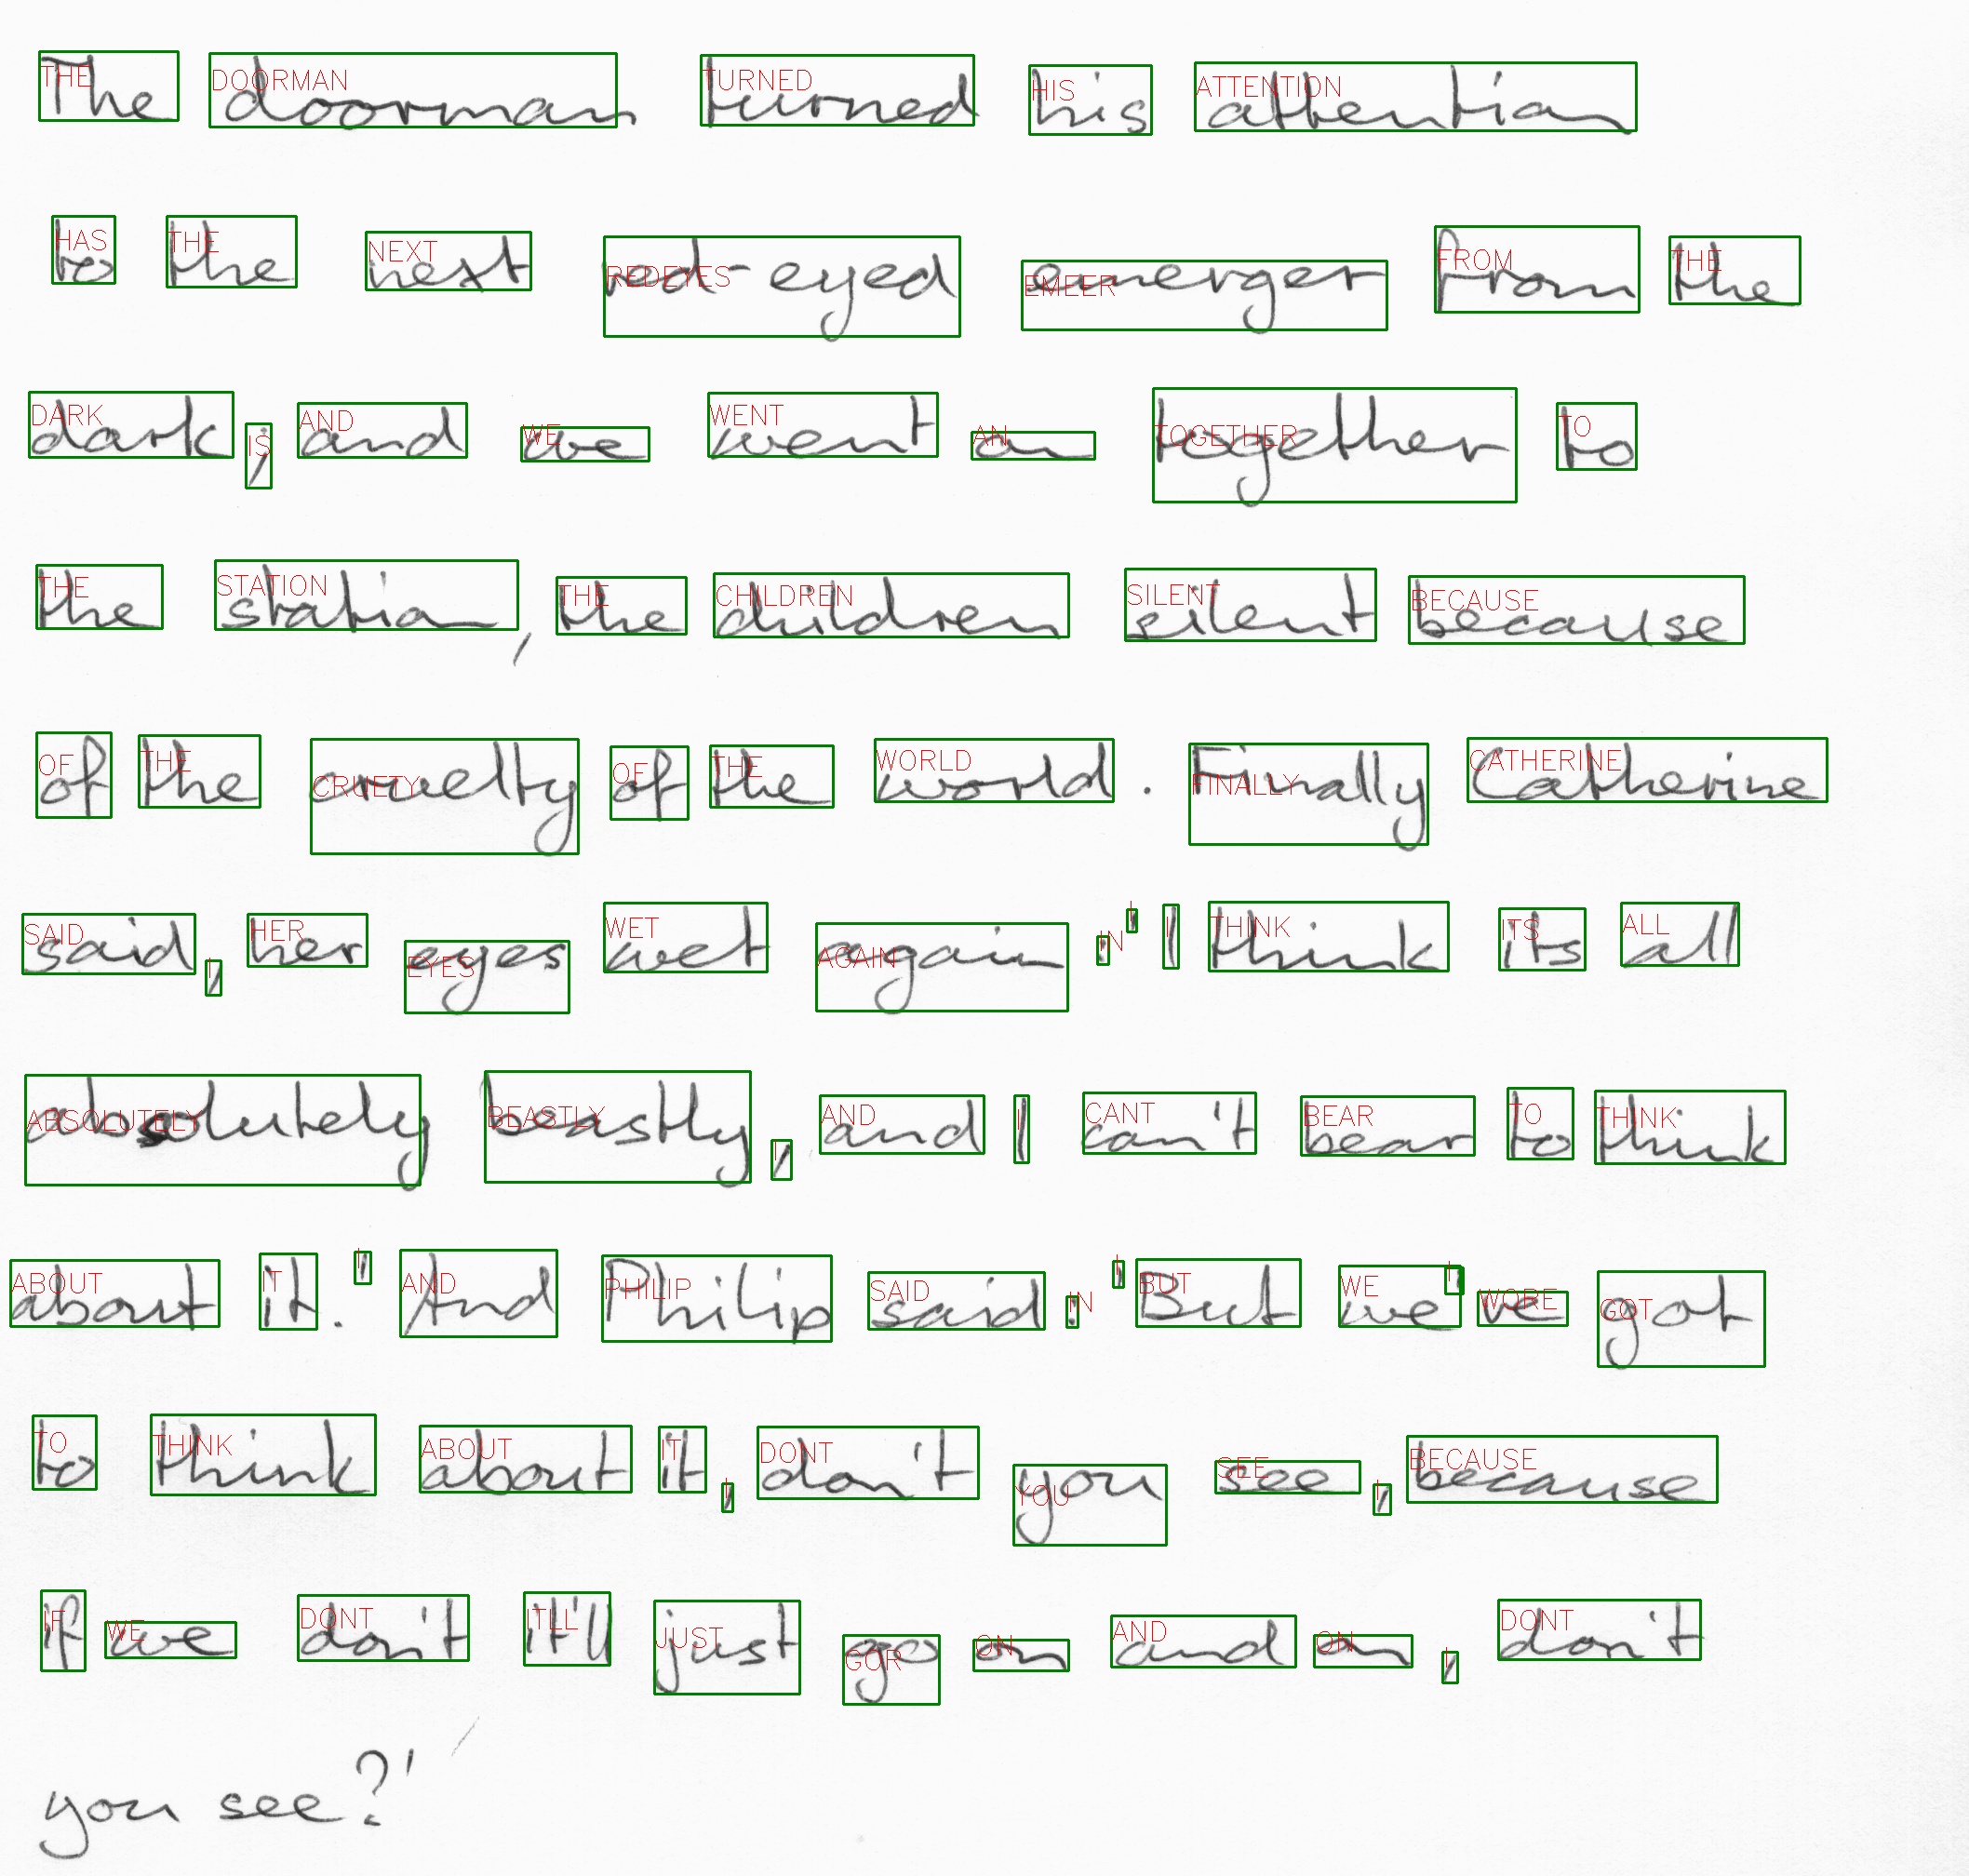 The doorman turned his attention
to the next red-eyed emerger from the
dark, and we went on together to
the station, the children silent because
of the cruelty of the world. Finally Catherine
said, her eyes wet again: 'I think its all
absolutely beastly, and I can't bear to think
about it.' And Philip said: 'But we've got
to think about it, don't you see, because
if we don't it'll just go on and on, don't
you see?'